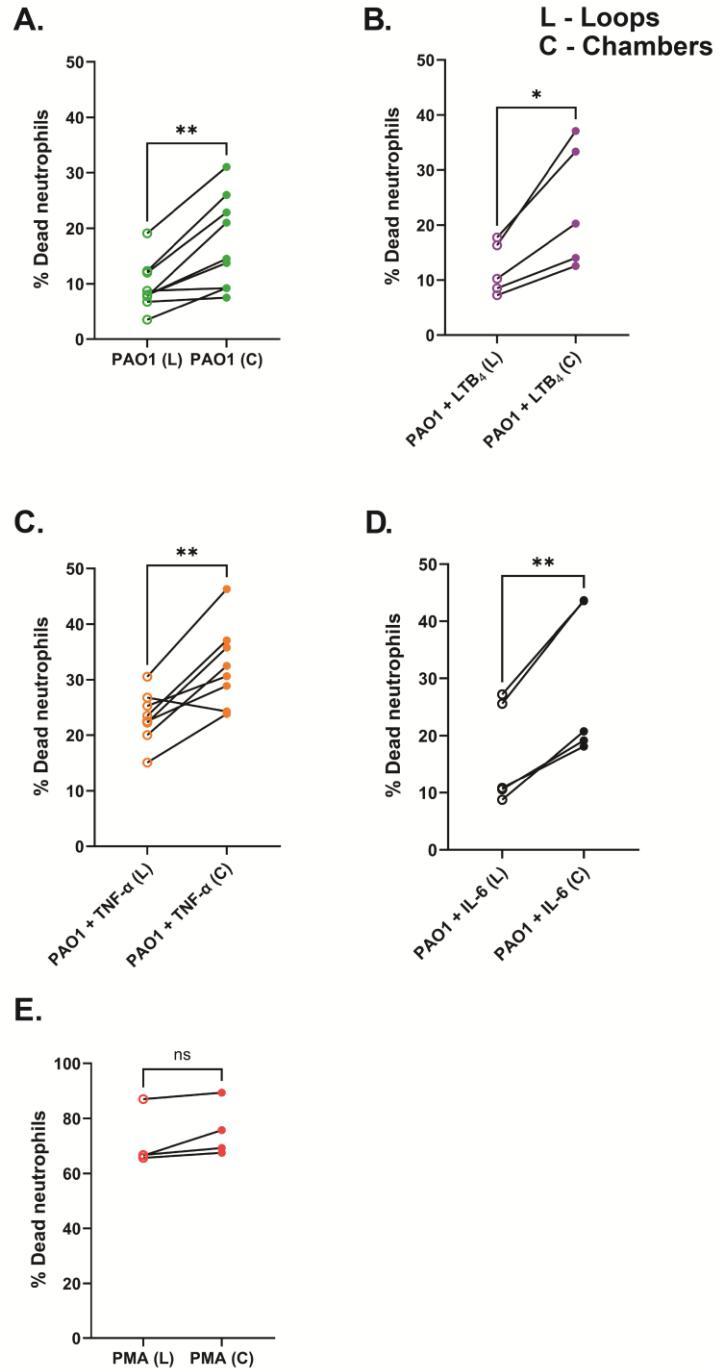 A.
B.
L - Loops
C - Chambers
% Dead neutrophils
50
40
30
20
10
0
**
PAO1 (L) PAO1 (C)
% Dead neutrophils
50
40
30
20
10
0
*
PAO1 + LTB₄ (L)
PAO1 + LTB₄ (C)
C.
% Dead neutrophils
50
40
30
20
10
0
**
PAO1 + TNF-α (L)
PAO1 + TNF-α (C)
D.
% Dead neutrophils
50
40
30
20
10
0
**
PAO1 + IL-6 (L)
PAO1 + IL-6 (C)
E.
% Dead neutrophils
100
80
60
40
20
0
ns
PMA (L) PMA (C)